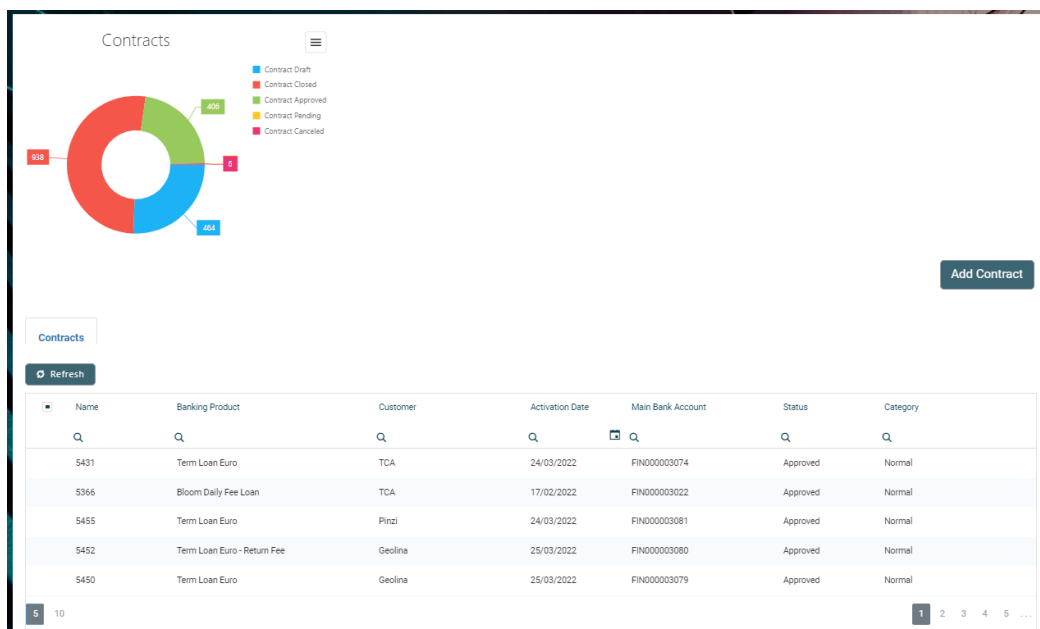 Contracts
Contract Draft
Contract Closed
Contract Approved
Contract Pending
Contract Canceled
406
938
6
464
Add Contract
Contracts
Refresh
Name Banking Product Customer Activation Date Main Bank Account Status Category
5431 Term Loan Euro TCA 24/03/2022 FIN000003074 Approved Normal
5366 Bloom Daily Fee Loan TCA 17/02/2022 FIN000003022 Approved Normal
5455 Term Loan Euro Pinzi 24/03/2022 FIN000003081 Approved Normal
5452 Term Loan Euro - Return Fee Geolina 25/03/2022 FIN000003080 Approved Normal
5450 Term Loan Euro Geolina 25/03/2022 FIN000003079 Approved Normal
5 10 1 2 3 4 5 ...